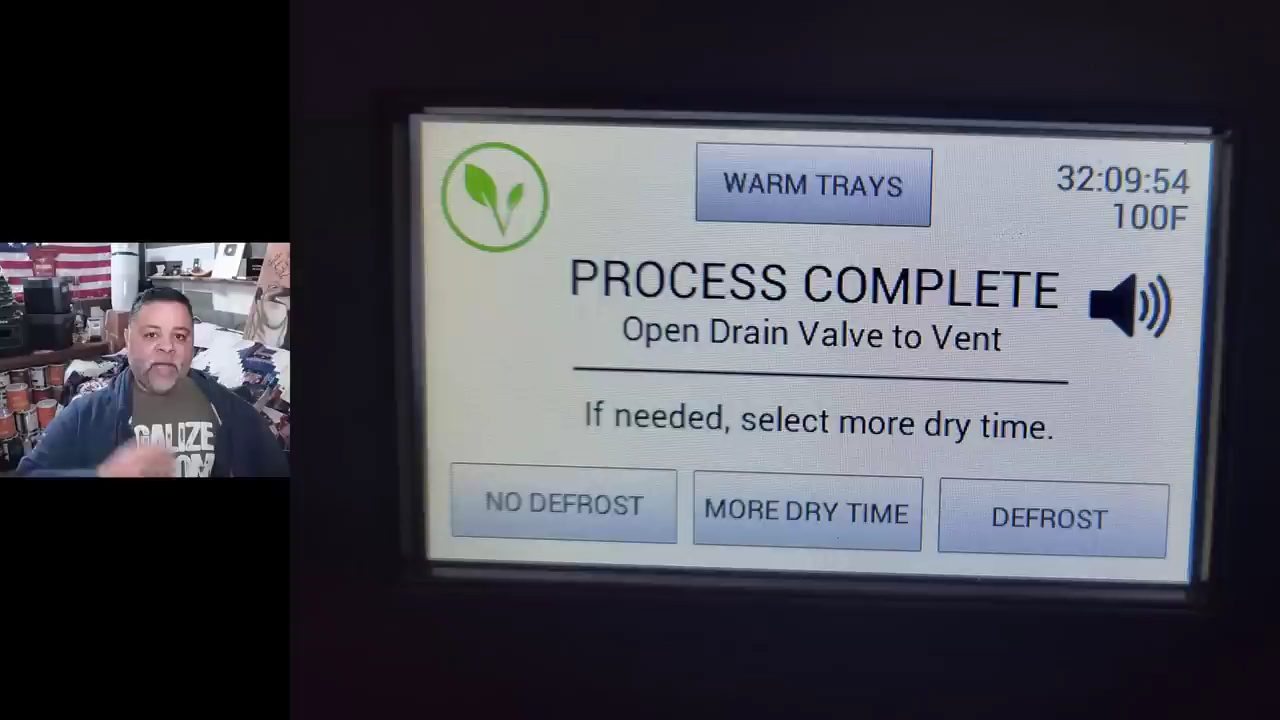 WARM TRAYS
32:09:54
100F
PROCESS COMPLETE
Open Drain Valve to Vent
If needed, select more dry time.
NO DEFROST
MORE DRY TIME
DEFROST